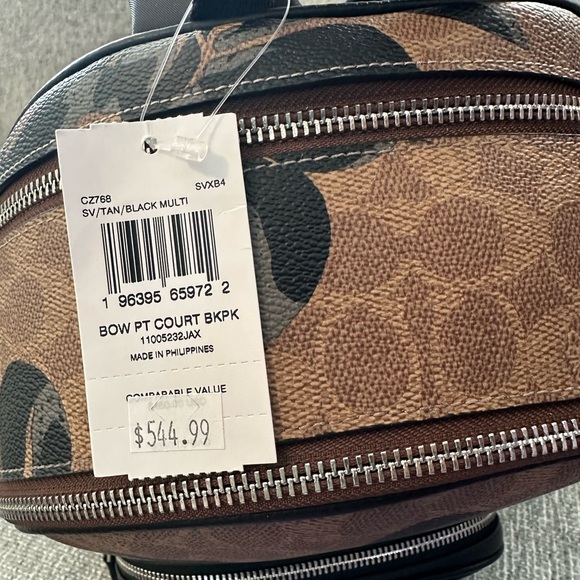 CZ768 SVXB4
SV/TAN/BLACK MULTI
1 96395 65972 2
BOW PT COURT BKPK
11005232JAX
MADE IN PHILIPPINES
COMPARABLE VALUE
$544.99